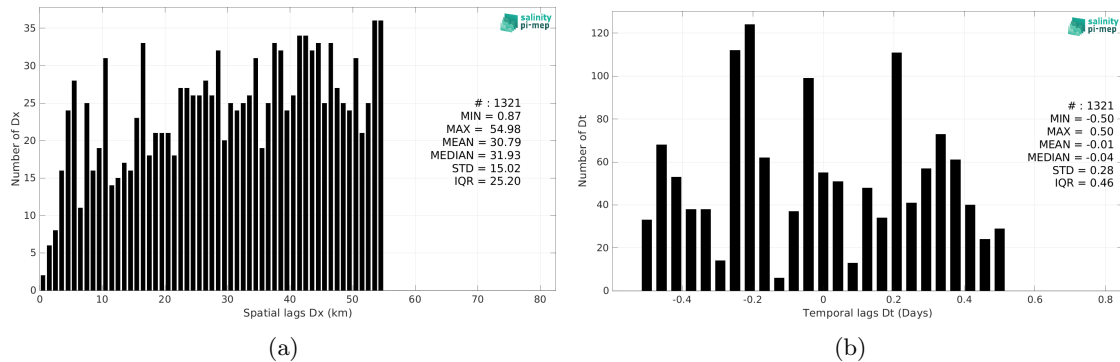 35
30
25
20
15
10
5
0
Number of Dx
0 10 20 30 40 50 60 70 80
Spatial lags Dx (km)
salinity
pi-mep
# : 1321
MIN = 0.87
MAX = 54.98
MEAN = 30.79
MEDIAN = 31.93
STD = 15.02
IQR = 25.20
(a)
120
100
80
60
40
20
0
Number of Dt
-0.4 -0.2 0 0.2 0.4 0.6 0.8
Temporal lags Dt (Days)
salinity
pi-mep
# : 1321
MIN = -0.50
MAX = 0.50
MEAN = -0.01
MEDIAN = -0.04
STD = 0.28
IQR = 0.46
(b)